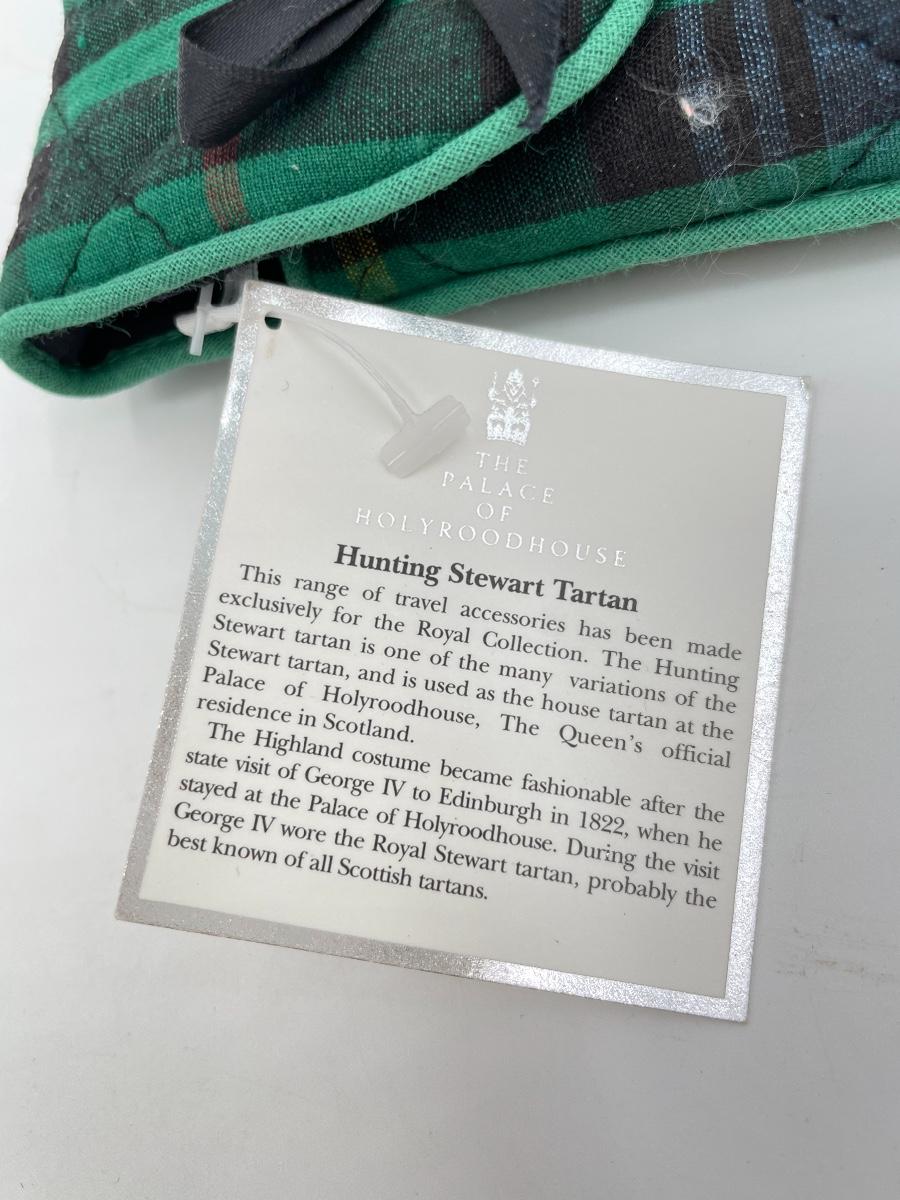 THE
PALACE
OF
HOLYROODHOUSE
Hunting Stewart Tartan
This range of travel accessories has been made
exclusively for the Royal Collection. The Hunting
Stewart tartan is one of the many variations of the
Stewart tartan, and is used as the house tartan at the
Palace of Holyroodhouse, The Queen's official
residence in Scotland.
The Highland costume became fashionable after the
state visit of George IV to Edinburgh in 1822, when he
stayed at the Palace of Holyroodhouse. During the visit
George IV wore the Royal Stewart tartan, probably the
best known of all Scottish tartans.